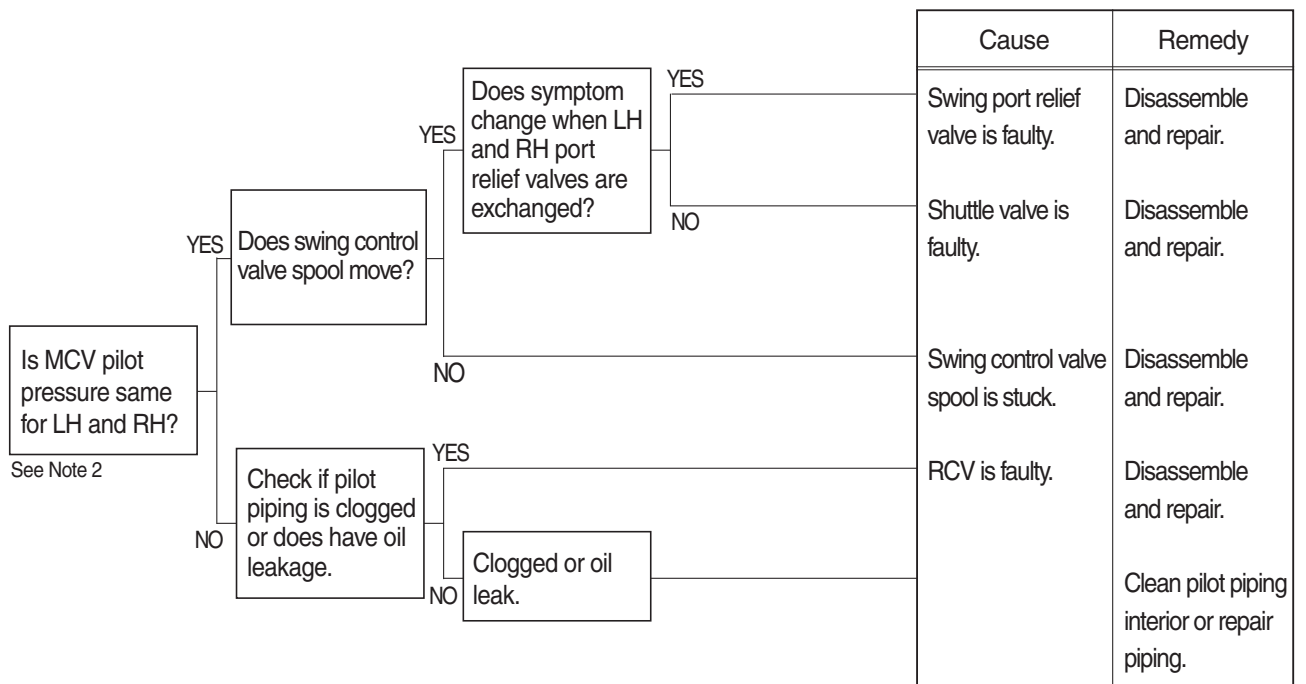 Cause
Remedy
YES
Does symptom
change when LH
and RH port
relief valves are
exchanged?
YES
Swing port relief
valve is faulty.
Disassemble
and repair.
NO
Shuttle valve is
faulty.
Disassemble
and repair.
YES
Does swing control
valve spool move?
NO
Swing control valve
spool is stuck.
Disassemble
and repair.
Is MCV pilot
pressure same
for LH and RH?
See Note 2
NO
Check if pilot
piping is clogged
or does have oil
leakage.
YES
RCV is faulty.
Disassemble
and repair.
NO
Clogged or oil
leak.
Clean pilot piping
interior or repair
piping.